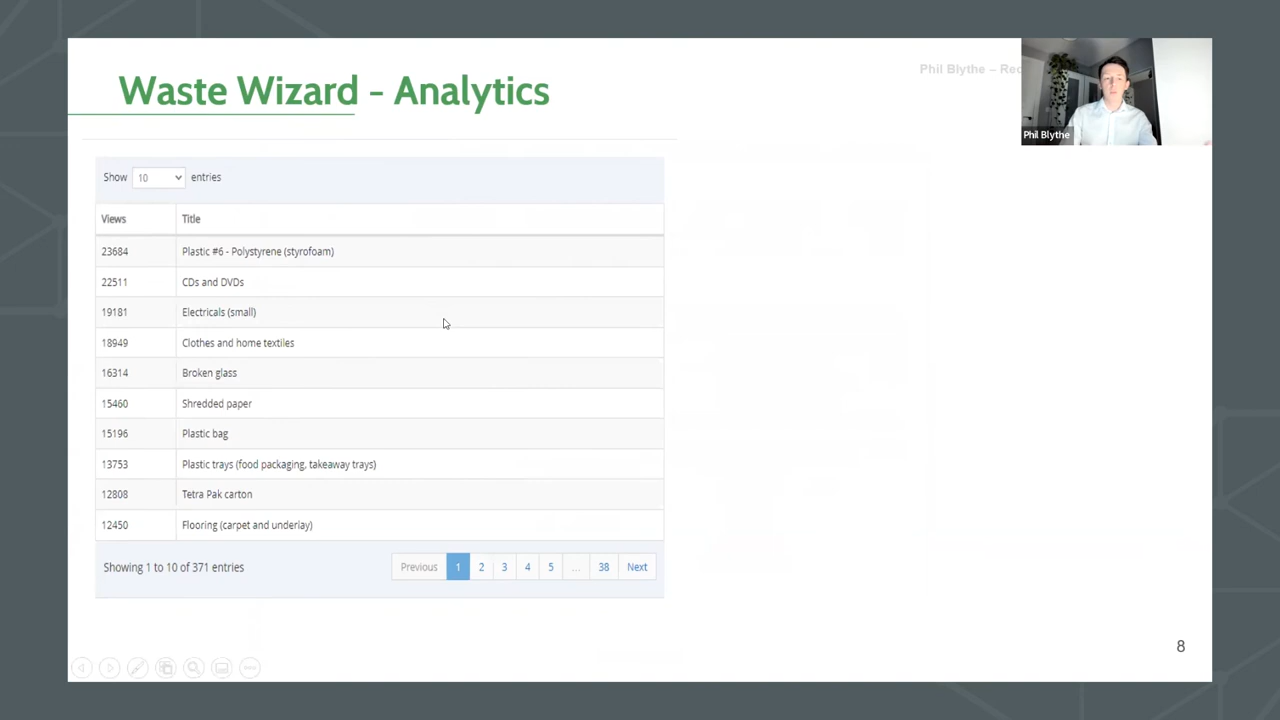 Waste Wizard - Analytics
Phil Blythe – Rec
Phil Blythe
Show 10 entries
Views Title
23684 Plastic #6 - Polystyrene (styrofoam)
22511 CDs and DVDs
19181 Electricals (small)
18949 Clothes and home textiles
16314 Broken glass
15460 Shredded paper
15196 Plastic bag
13753 Plastic trays (food packaging, takeaway trays)
12808 Tetra Pak carton
12450 Flooring (carpet and underlay)
Showing 1 to 10 of 371 entries Previous 1 2 3 4 5 ... 38 Next
8